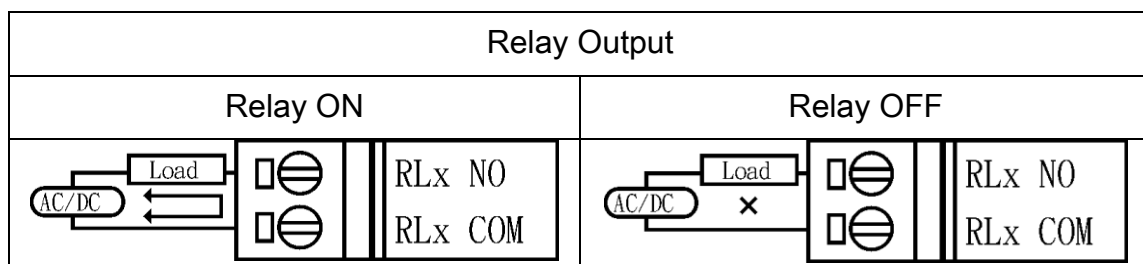 Relay Output
Relay ON
Relay OFF
Load
AC/DC
RLx NO
RLx COM
Load
AC/DC
×
RLx NO
RLx COM